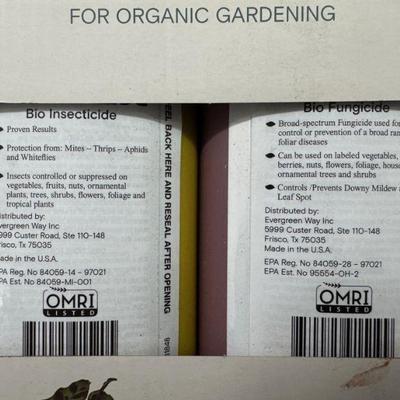 FOR ORGANIC GARDENING
Bio Insecticide
Proven Results
Protection from: Mites - Thrips - Aphids
and Whiteflies
Insects controlled or suppressed on
vegetables, fruits, nuts, ornamental
plants, trees, shrubs, flowers, foliage and
tropical plants
Distributed by:
Evergreen Way Inc
5999 Custer Road, Ste 110-148
Frisco, Tx 75035
Made in the U.S.A.
EPA Reg. No 84059-14 - 97021
EPA Est. No 84059-MI-001
OMRI
LISTED
BACK HERE AND RESEAL AFTER OPENING
Bio Fungicide
Broad-spectrum Fungicide used for
control or prevention of a broad
foliar diseases
Can be used on labeled vegetables,
berries, nuts, flowers, foliage,
ornamental trees and shrubs
Controls /Prevents Downy Mildew
Leaf Spot
Distributed by:
Evergreen Way Inc
5999 Custer Road, Ste 110-148
Frisco, Tx 75035
Made in the U.S.A.
EPA Reg. No 84059-28 - 97021
EPA Est. No 95554-OH-2
OMRI
LISTED